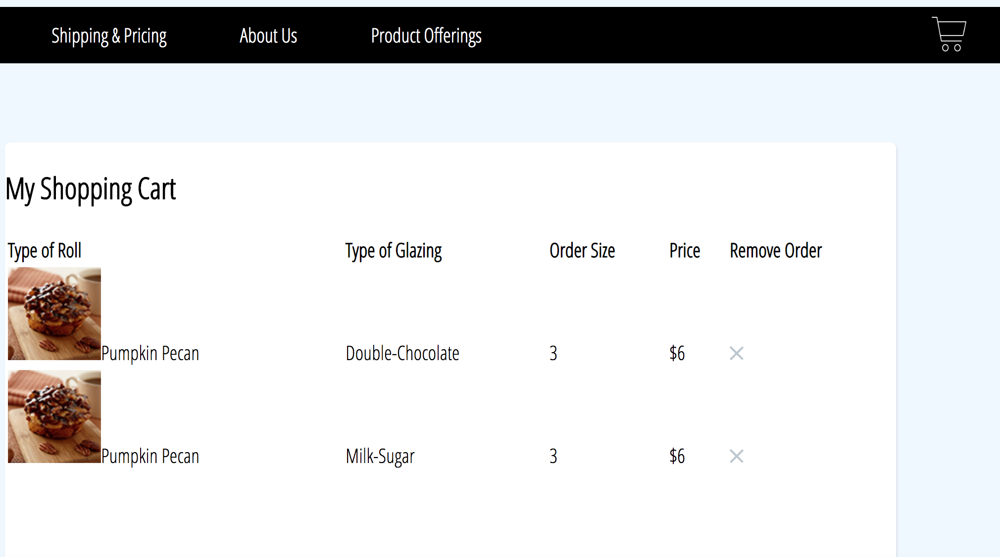 Shipping & Pricing About Us Product Offerings
My Shopping Cart
Type of Roll Type of Glazing Order Size Price Remove Order
Pumpkin Pecan Double-Chocolate 3 $6
Pumpkin Pecan Milk-Sugar 3 $6